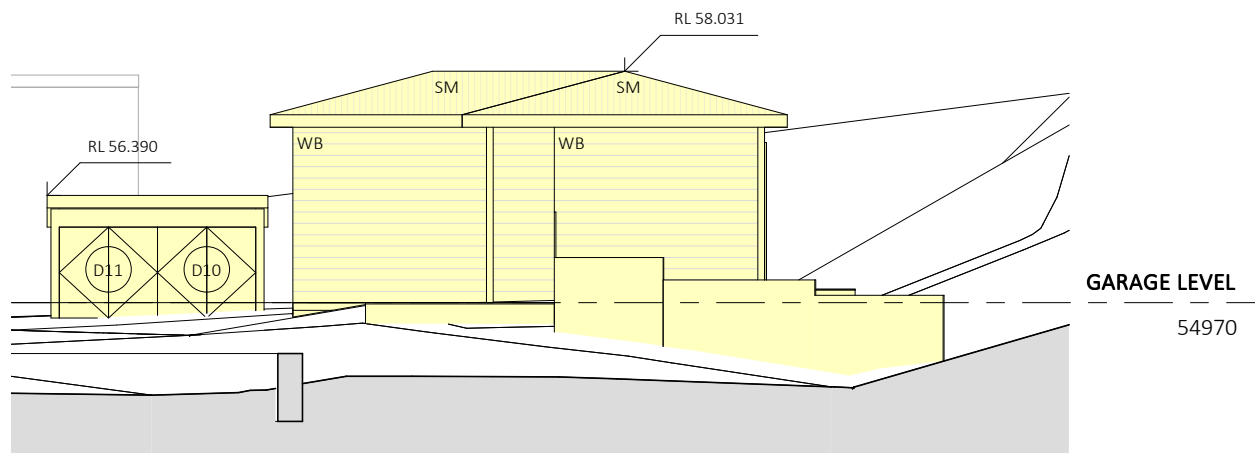 RL 58.031
SM
SM
RL 56.390
WB
WB
D11
D10
GARAGE LEVEL
54970